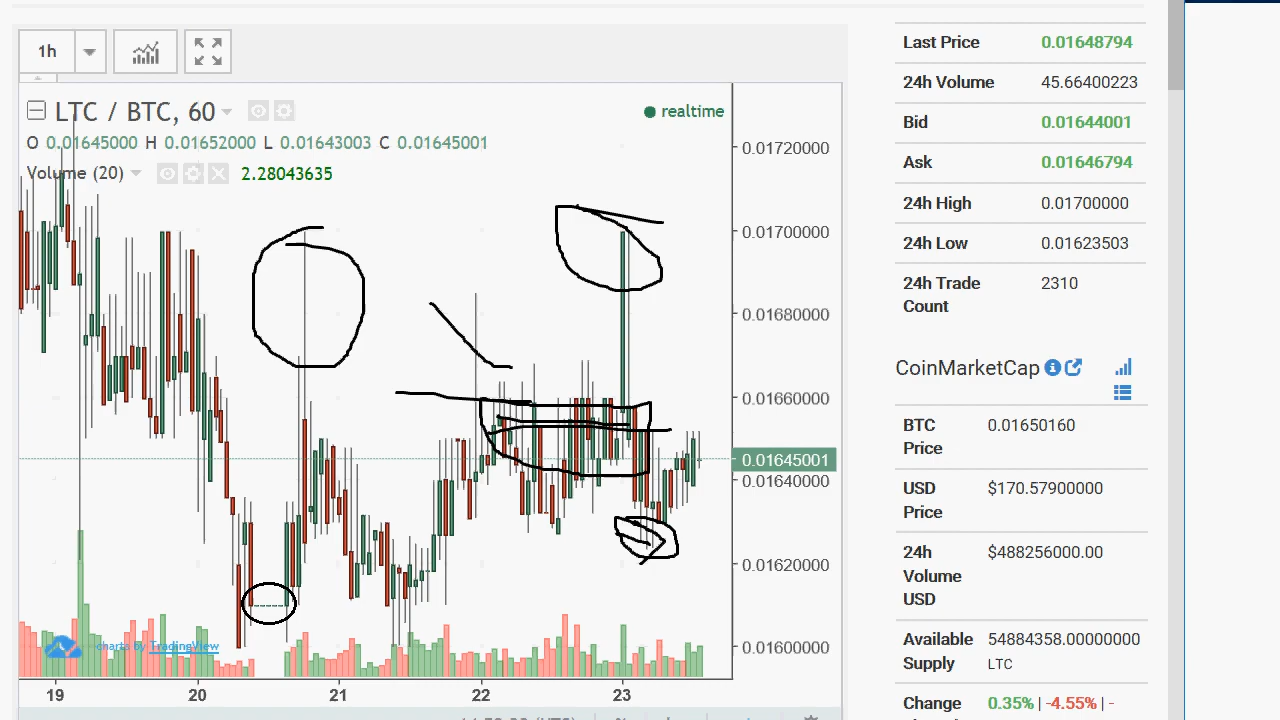 1h
LTC / BTC, 60
realtime
O 0.01645000 H 0.01652000 L 0.01643003 C 0.01645001
Volume (20) 2.28043635
0.01720000
0.01700000
0.01680000
0.01660000
0.01645001
0.01640000
0.01620000
0.01600000
charts by TradingView
19 20 21 22 23
Last Price 0.01648794
24h Volume 45.66400223
Bid 0.01644001
Ask 0.01646794
24h High 0.01700000
24h Low 0.01623503
24h Trade 2310
Count
CoinMarketCap
BTC 0.01650160
Price
USD $170.57900000
Price
24h $488256000.00
Volume
USD
Available 54884358.00000000
Supply LTC
Change 0.35% | -4.55% | -